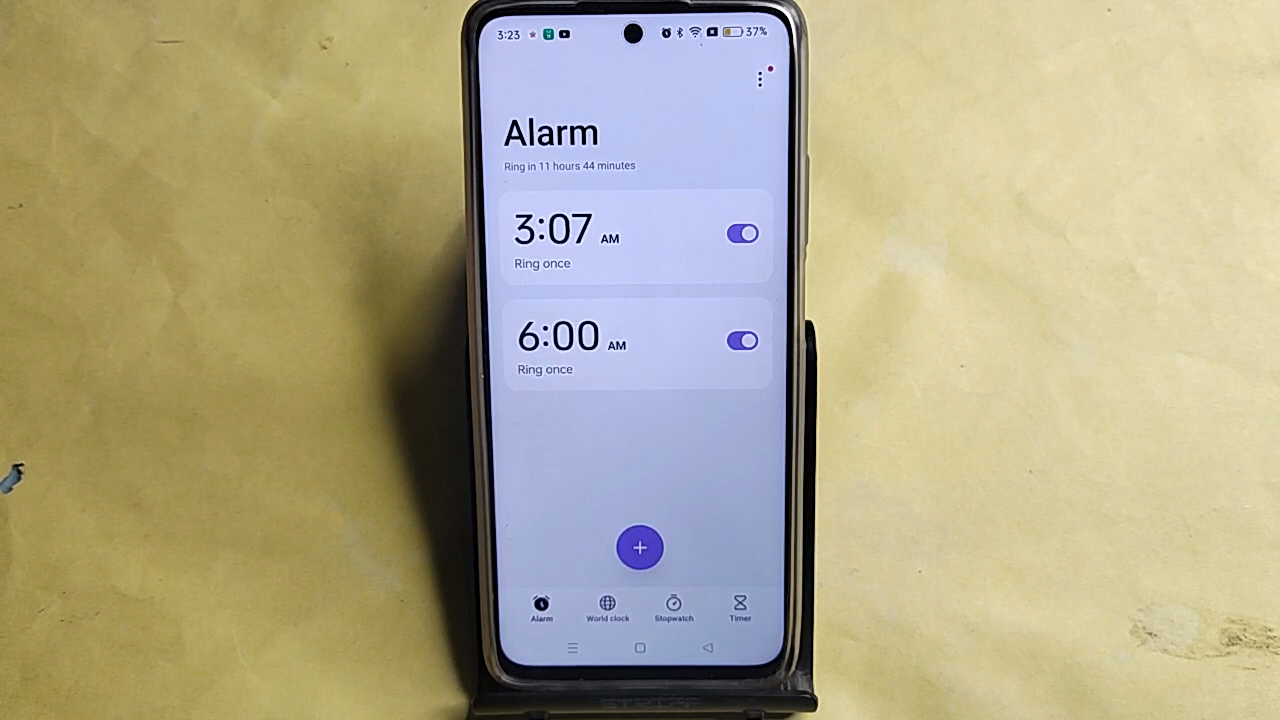 3:23 37%
Alarm
Ring in 11 hours 44 minutes
3:07 AM
Ring once
6:00 AM
Ring once
Alarm World clock Stopwatch Timer